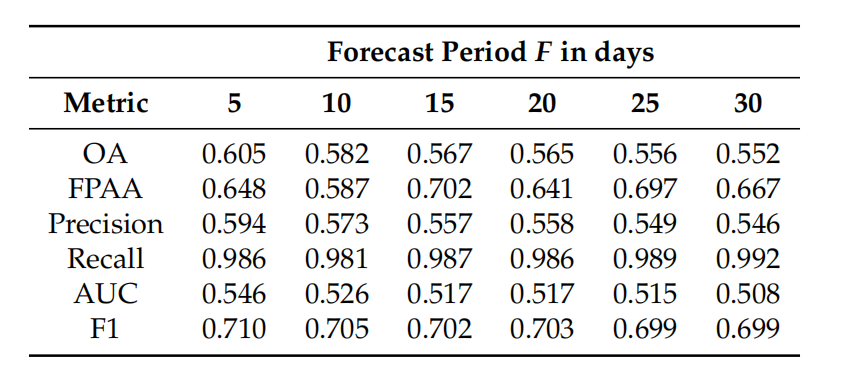 Forecast Period F in days
Metric 5 10 15 20 25 30
OA 0.605 0.582 0.567 0.565 0.556 0.552
FPAA 0.648 0.587 0.702 0.641 0.697 0.667
Precision 0.594 0.573 0.557 0.558 0.549 0.546
Recall 0.986 0.981 0.987 0.986 0.989 0.992
AUC 0.546 0.526 0.517 0.517 0.515 0.508
F1 0.710 0.705 0.702 0.703 0.699 0.699